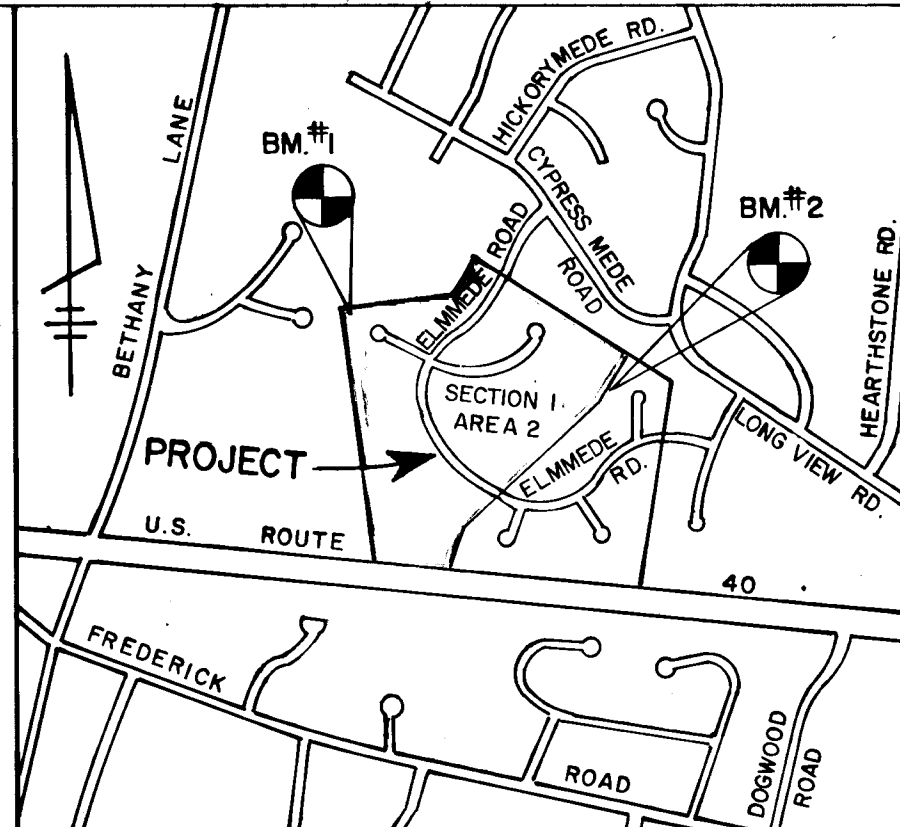 HICKORYMEDE RD.
BETHANY LANE
BM.#1
CYPRESS MEDE
ROAD
BM.#2
ELMMEDE ROAD
HEARTHSTONE RD.
SECTION 1
AREA 2
PROJECT
ELMMEDE
RD.
LONG VIEW RD.
U.S. ROUTE 40
FREDERICK ROAD
DOGWOOD
ROAD